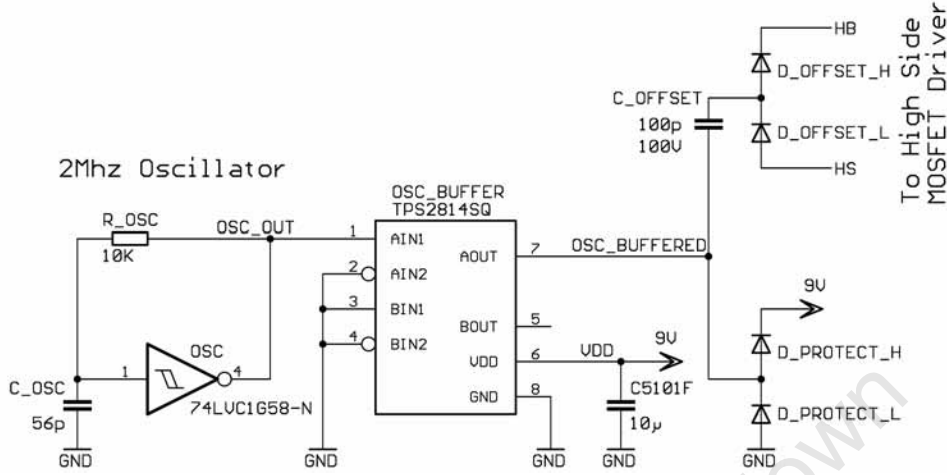 HB
D_OFFSET_H
C_OFFSET
100p
100V
D_OFFSET_L
HS
To High Side
MOSFET Driver
2Mhz Oscillator
OSC_BUFFER
TPS2814SQ
R_OSC
10K
OSC_OUT
1
AIN1
2
AIN2
3
BIN1
4
BIN2
AOUT
7
OSC_BUFFERED
BOUT
5
VDD
6
VDD
9V
GND
8
9V
D_PROTECT_H
D_PROTECT_L
C_OSC
56p
1
OSC
4
74LVC1G58-N
C5101F
10µ
GND
GND
GND
GND
GND
own